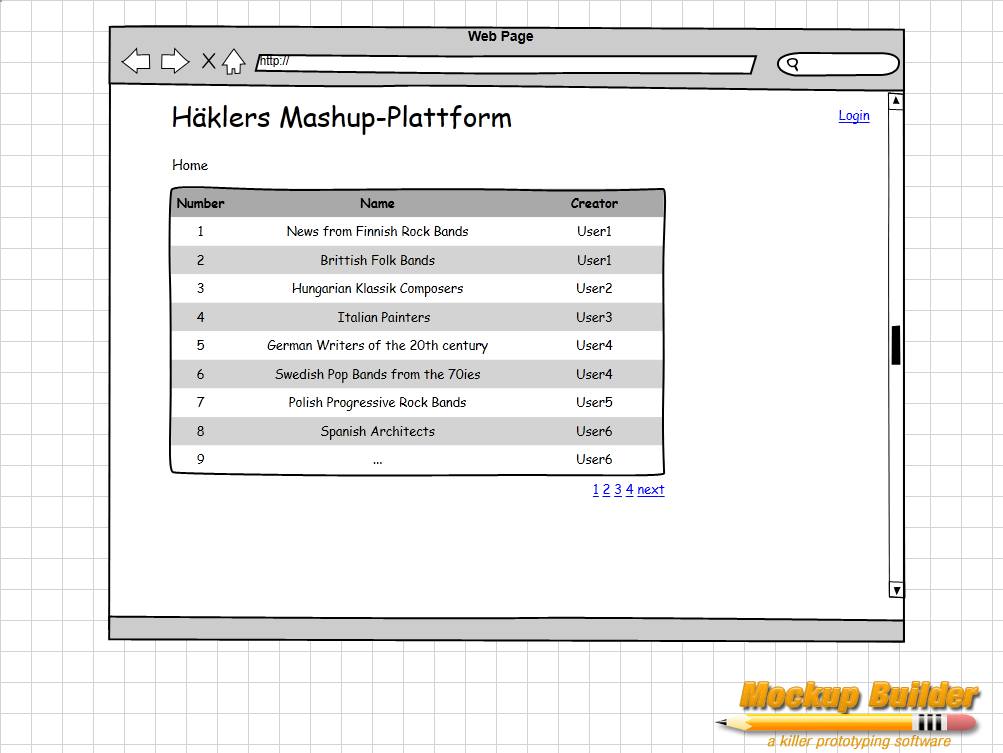 Web Page
http://
Häklers Mashup-Plattform
Login
Home
Number Name Creator
1 News from Finnish Rock Bands User1
2 Brittish Folk Bands User1
3 Hungarian Klassik Composers User2
4 Italian Painters User3
5 German Writers of the 20th century User4
6 Swedish Pop Bands from the 70ies User4
7 Polish Progressive Rock Bands User5
8 Spanish Architects User6
9 ... User6
1 2 3 4 next
Mockup Builder
a killer prototyping software